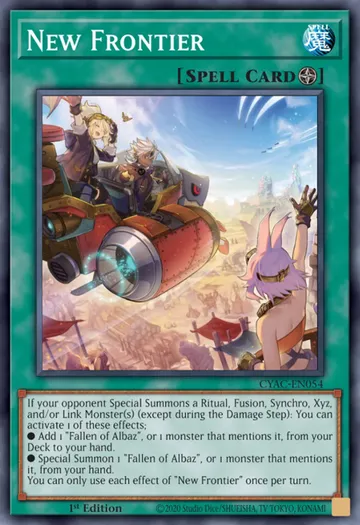 New Frontier
魔
[Spell Card]
CYAC-EN054
If your opponent Special Summons a Ritual, Fusion, Synchro, Xyz,
and/or Link Monster(s) (except during the Damage Step): You can
activate 1 of these effects;
● Add 1 "Fallen of Albaz", or 1 monster that mentions it, from your
Deck to your hand.
● Special Summon 1 "Fallen of Albaz", or 1 monster that mentions
it, from your hand.
You can only use each effect of "New Frontier" once per turn.
1st Edition
©2020 Studio Dice/SHUEISHA, TV TOKYO, KONAMI